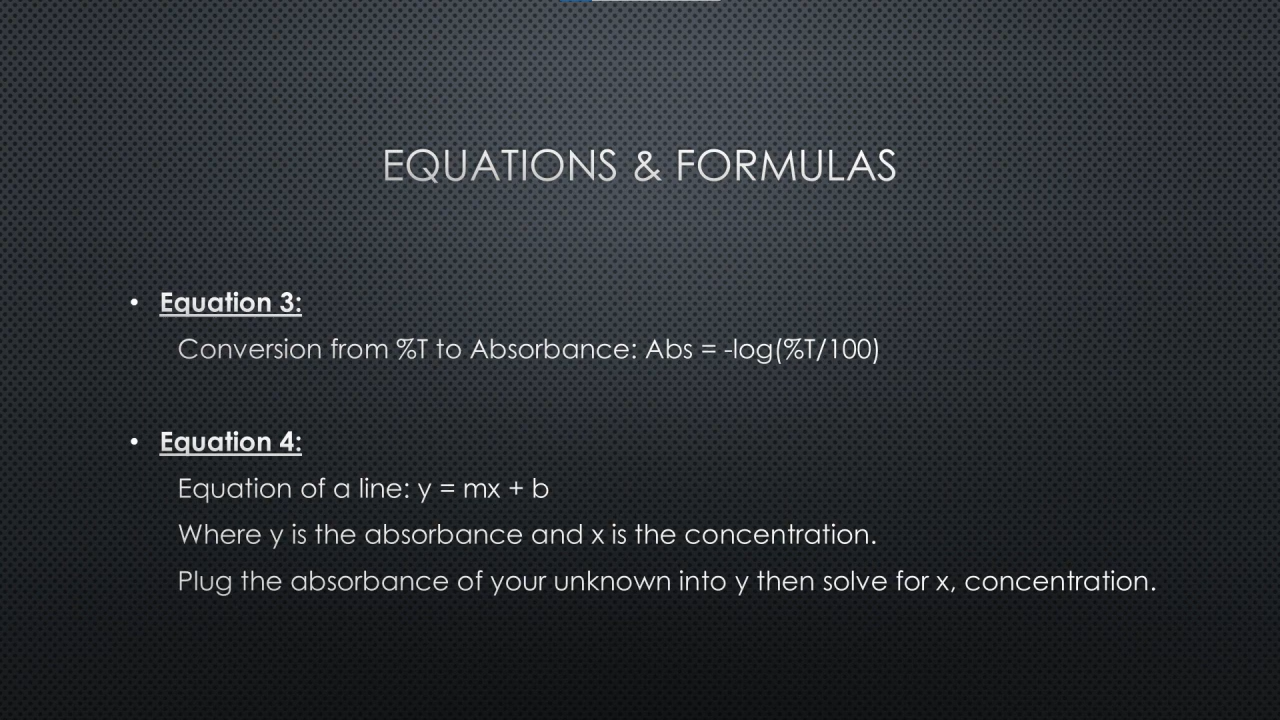 EQUATIONS & FORMULAS
• Equation 3:
Conversion from %T to Absorbance: Abs = -log(%T/100)
• Equation 4:
Equation of a line: y = mx + b
Where y is the absorbance and x is the concentration.
Plug the absorbance of your unknown into y then solve for x, concentration.